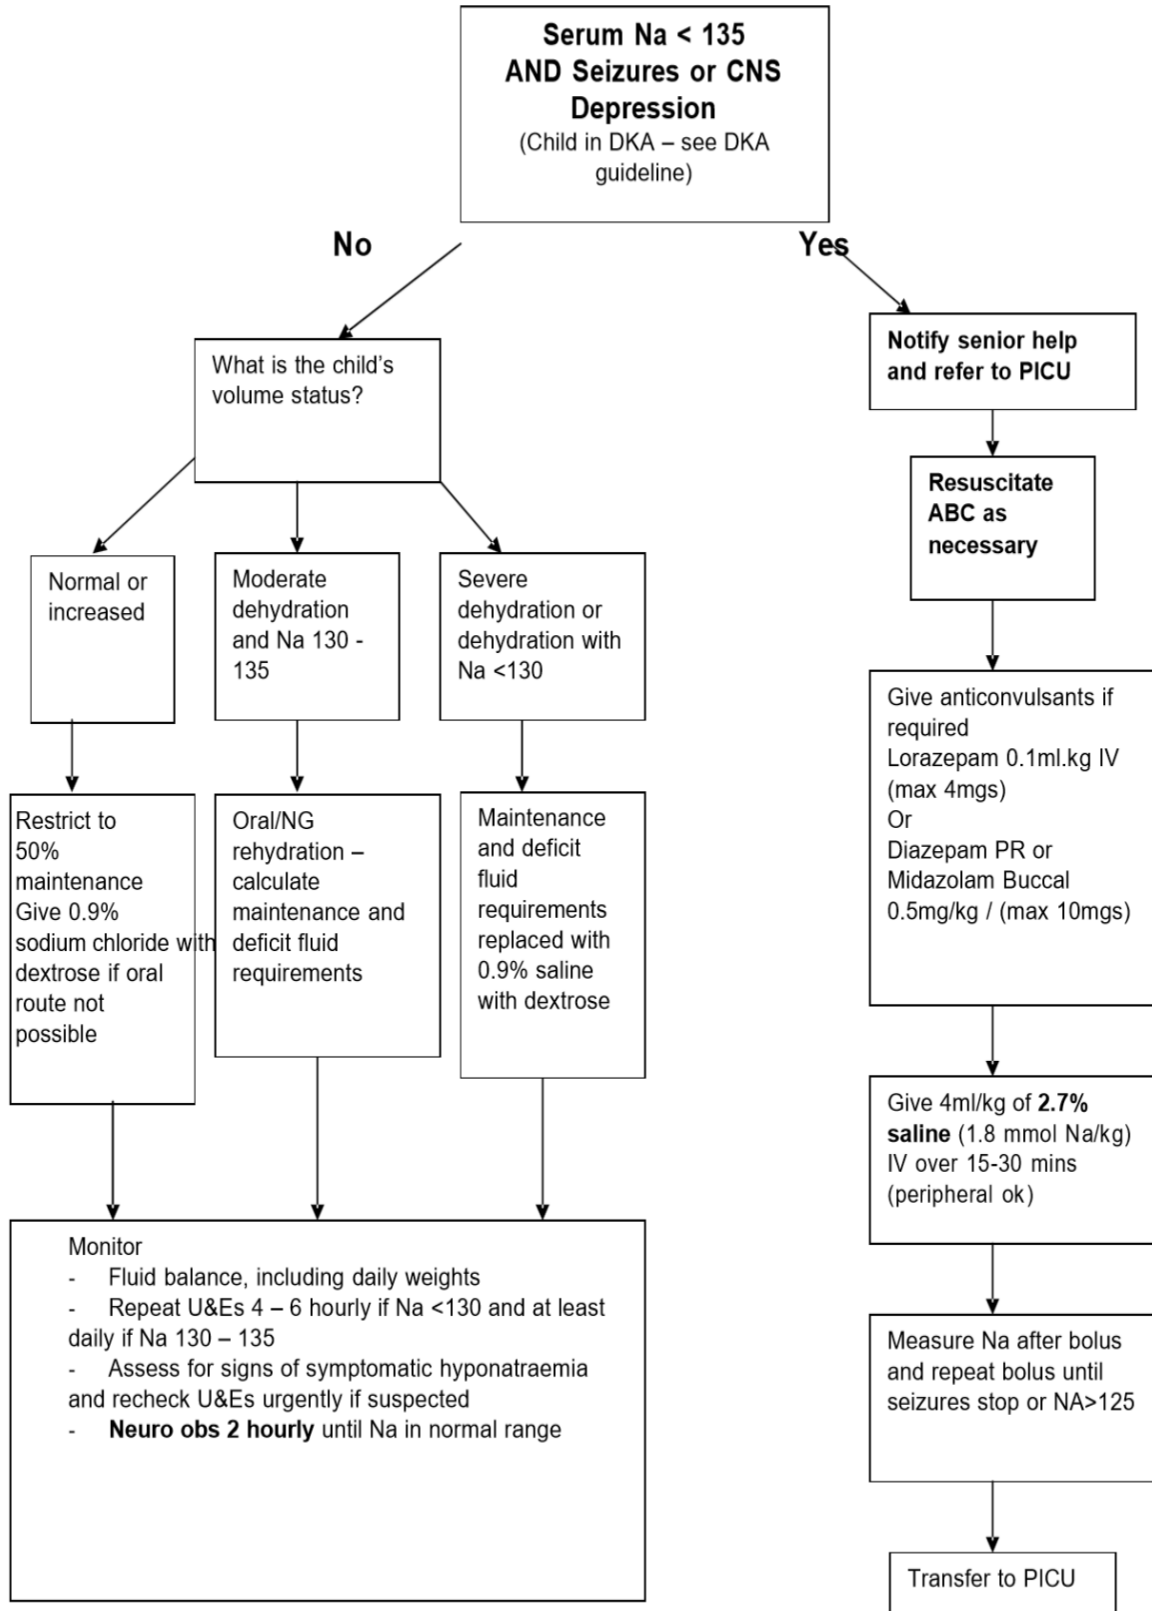 Serum Na < 135
AND Seizures or CNS
Depression
(Child in DKA – see DKA
guideline)
No
Yes
What is the child's
volume status?
Notify senior help
and refer to PICU
Resuscitate
ABC as
necessary
Normal or
increased
Moderate
dehydration
and Na 130 -
135
Severe
dehydration or
dehydration with
Na <130
Give anticonvulsants if
required
Lorazepam 0.1ml.kg IV
(max 4mgs)
Or
Diazepam PR or
Midazolam Buccal
0.5mg/kg / (max 10mgs)
Restrict to
50%
maintenance
Give 0.9%
sodium chloride with
dextrose if oral
route not
possible
Oral/NG
rehydration –
calculate
maintenance and
deficit fluid
requirements
Maintenance
and deficit
fluid
requirements
replaced with
0.9% saline
with dextrose
Give 4ml/kg of 2.7%
saline (1.8 mmol Na/kg)
IV over 15-30 mins
(peripheral ok)
Monitor
- Fluid balance, including daily weights
- Repeat U&Es 4 – 6 hourly if Na <130 and at least
daily if Na 130 – 135
- Assess for signs of symptomatic hyponatraemia
and recheck U&Es urgently if suspected
- Neuro obs 2 hourly until Na in normal range
Measure Na after bolus
and repeat bolus until
seizures stop or NA>125
Transfer to PICU